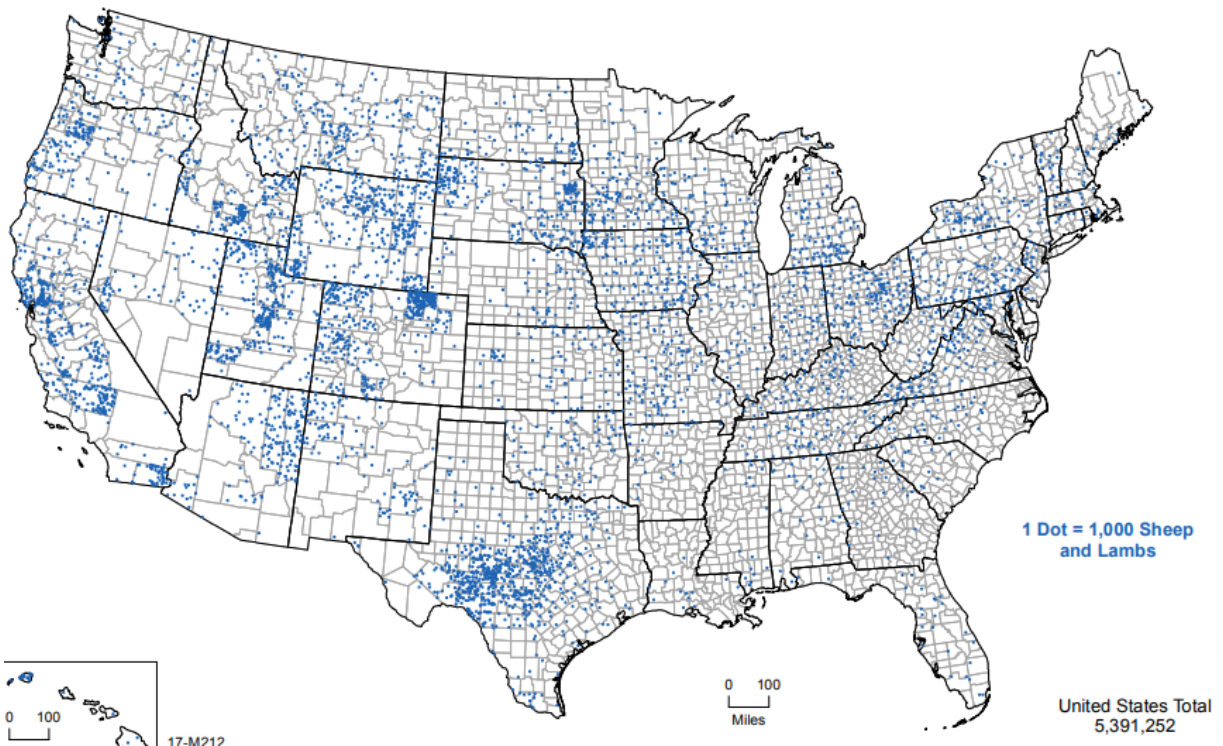 1 Dot = 1,000 Sheep
and Lambs
0 100
Miles
United States Total
5,391,252
0 100
17-M212